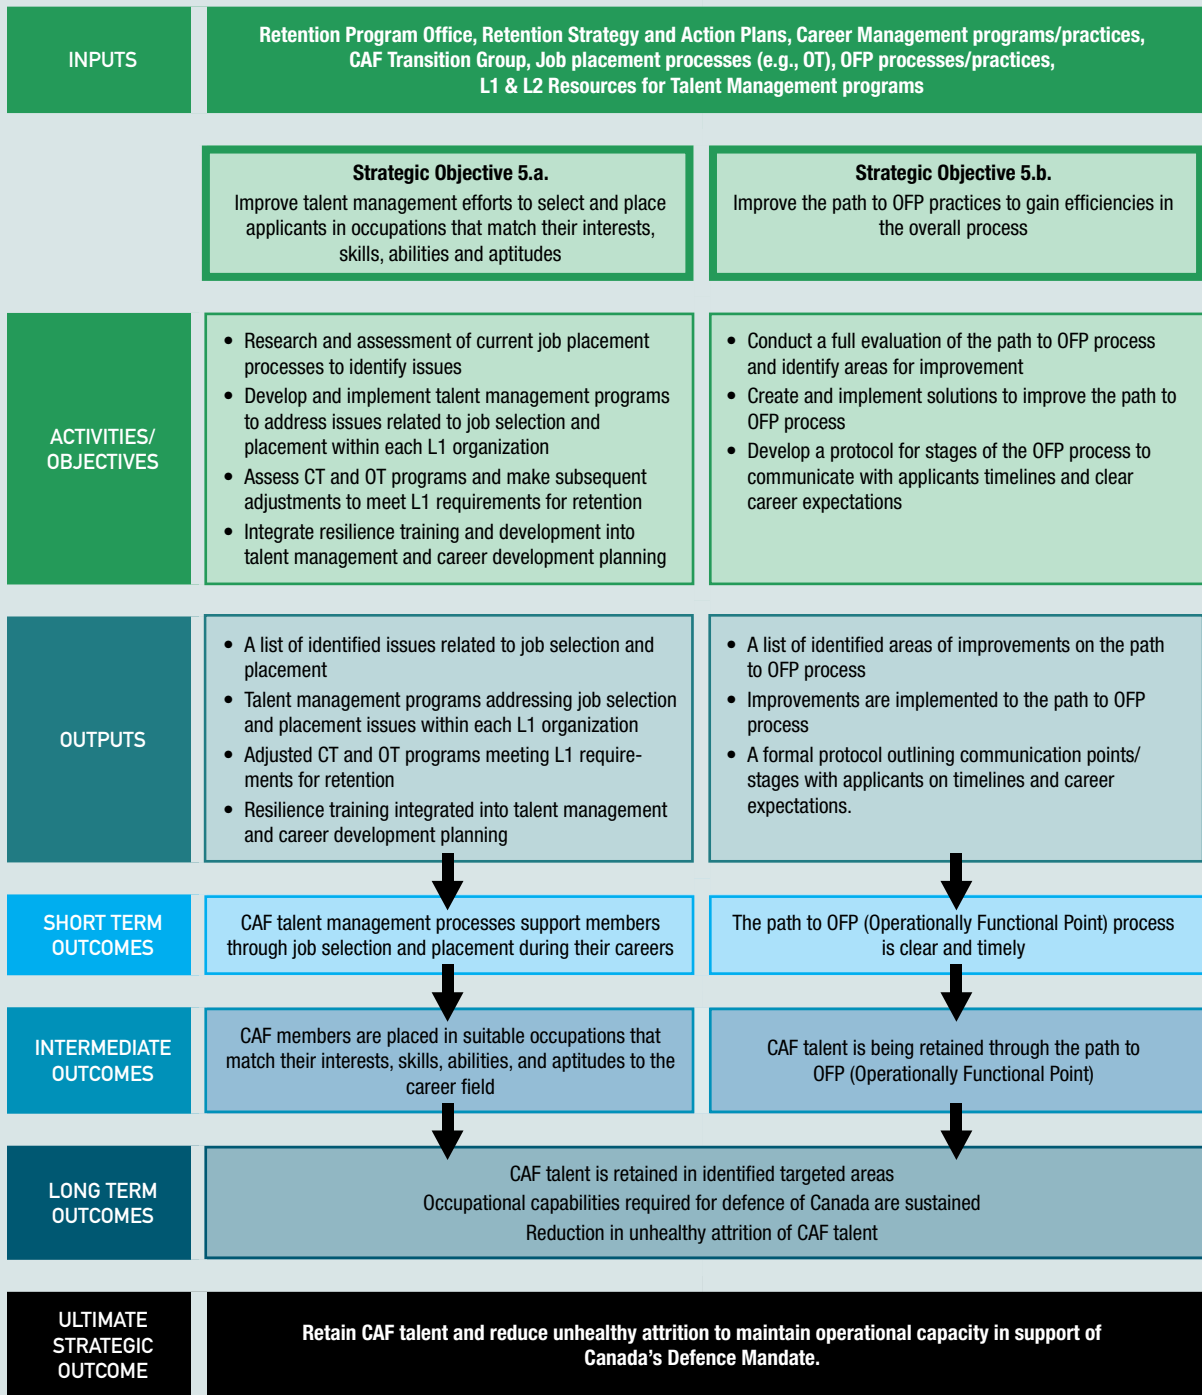 INPUTS
Retention Program Office, Retention Strategy and Action Plans, Career Management programs/practices,
CAF Transition Group, Job placement processes (e.g., OT), OFP processes/practices,
L1 & L2 Resources for Talent Management programs
Strategic Objective 5.a.
Improve talent management efforts to select and place
applicants in occupations that match their interests,
skills, abilities and aptitudes
Strategic Objective 5.b.
Improve the path to OFP practices to gain efficiencies in
the overall process
ACTIVITIES/
OBJECTIVES
• Research and assessment of current job placement
processes to identify issues
• Develop and implement talent management programs
to address issues related to job selection and
placement within each L1 organization
• Assess CT and OT programs and make subsequent
adjustments to meet L1 requirements for retention
• Integrate resilience training and development into
talent management and career development planning
• Conduct a full evaluation of the path to OFP process
and identify areas for improvement
• Create and implement solutions to improve the path to
OFP process
• Develop a protocol for stages of the OFP process to
communicate with applicants timelines and clear
career expectations
OUTPUTS
• A list of identified issues related to job selection and
placement
• Talent management programs addressing job selection
and placement issues within each L1 organization
• Adjusted CT and OT programs meeting L1 require-
ments for retention
• Resilience training integrated into talent management
and career development planning
• A list of identified areas of improvements on the path
to OFP process
• Improvements are implemented to the path to OFP
process
• A formal protocol outlining communication points/
stages with applicants on timelines and career
expectations.
SHORT TERM
OUTCOMES
CAF talent management processes support members
through job selection and placement during their careers
The path to OFP (Operationally Functional Point) process
is clear and timely
INTERMEDIATE
OUTCOMES
CAF members are placed in suitable occupations that
match their interests, skills, abilities, and aptitudes to the
career field
CAF talent is being retained through the path to
OFP (Operationally Functional Point)
LONG TERM
OUTCOMES
CAF talent is retained in identified targeted areas
Occupational capabilities required for defence of Canada are sustained
Reduction in unhealthy attrition of CAF talent
ULTIMATE
STRATEGIC
OUTCOME
Retain CAF talent and reduce unhealthy attrition to maintain operational capacity in support of
Canada's Defence Mandate.